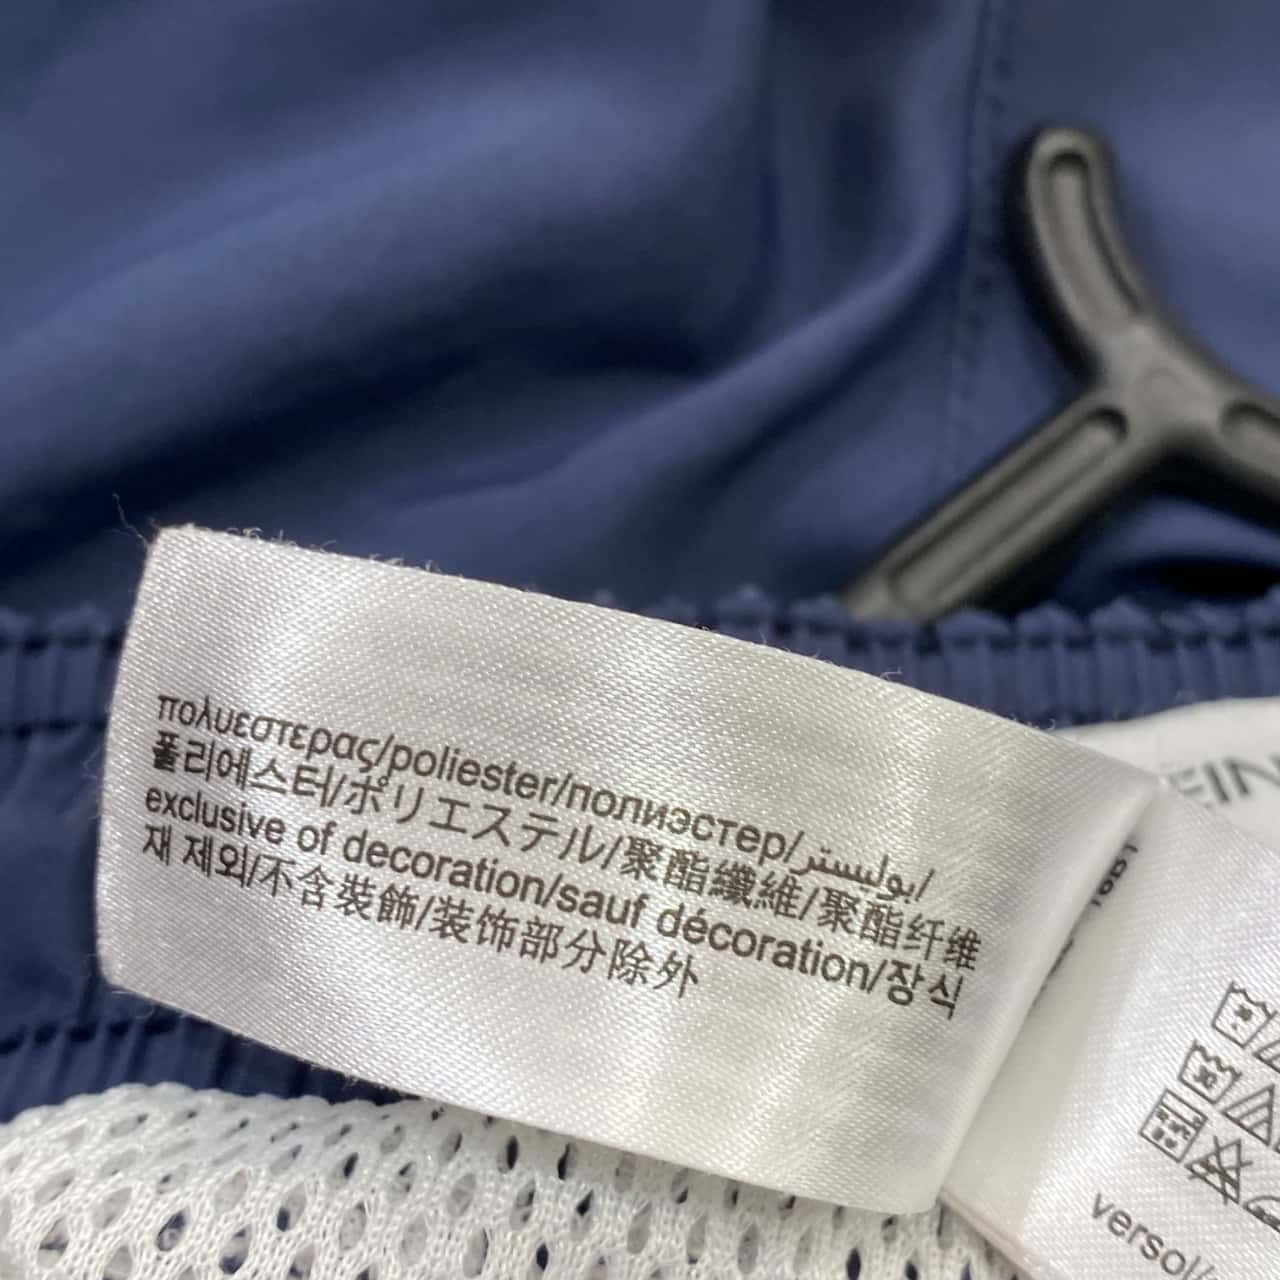 πολυεστερας/poliester/полиэстер/بوليستر/
폴리에스터/ポリエステル/聚酯纖維/聚酯纤维
exclusive of decoration/sauf décoration/장식
재 제외/不含裝飾/装饰部分除外
verso/